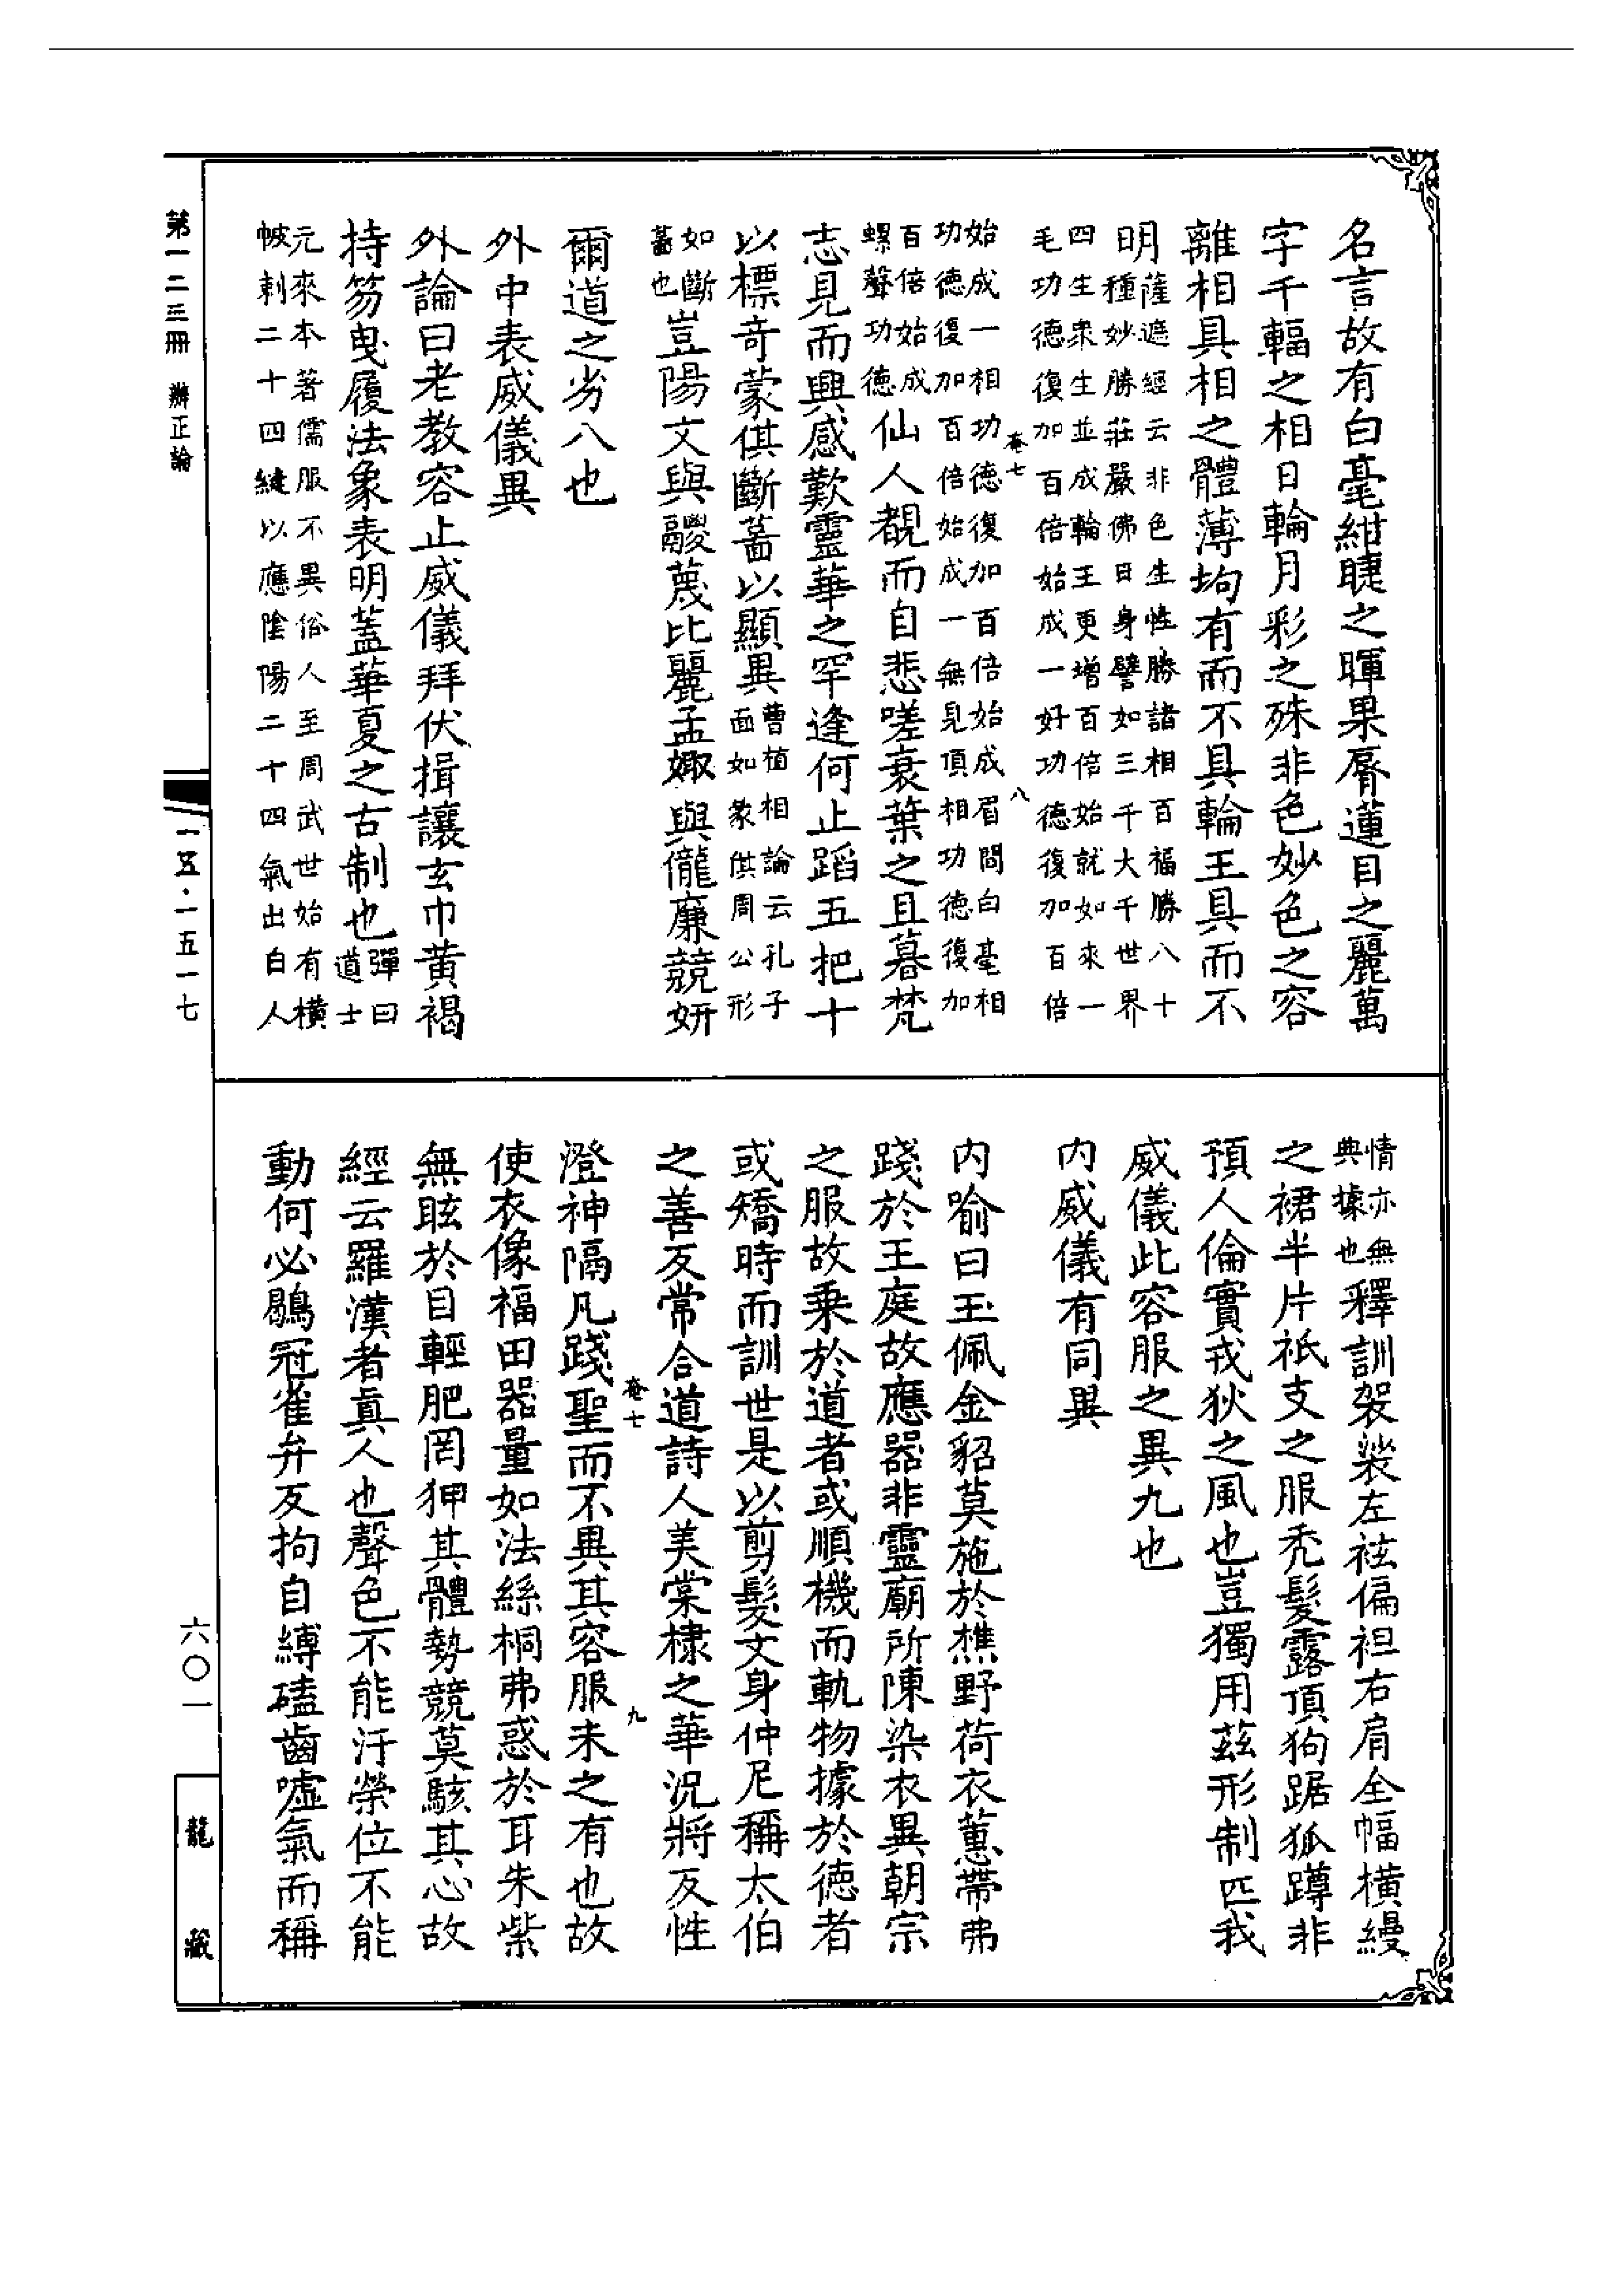 名言故有白毫紺睫之暉果脣蓮目之麗萬
字千輻之相日輪月彩之殊非色妙色之容
離相具相之體薄拘有而不具輪王具而不
明薩遮經云非色生性勝諸相百福勝八十
種妙勝莊嚴佛日身譬如三千大千世界
四生衆生並成輪王更增百倍始就如來一
毛功德復加百倍始成一好功德復加百倍
菴七 八
始成一相功德復加百倍始成眉間白毫相
功德復加百倍始成一無見頂相功德復加
百倍始成螺聲功德仙人覩而自悲嗟衰葉之且暮梵
志見而興感歎靈華之罕逢何止蹈五把十
以標奇蒙倛斷菑以顯異曹植相論云孔子面如蒙倛周公形
如斷菑也豈陽文與鬷蔑比麗孟娵與儱廉競妍
爾道之劣八也
外中表威儀異
外論曰老教容止威儀拜伏揖讓玄巾黄褐
持笏曳履法象表明蓋華夏之古制也彈曰道士
元來本著儒服不異俗人至周武世始有橫
帔刺二十四縫以應陰陽二十四氣出自人
情亦無典據也釋訓袈裟左袪偏袒右肩全幅橫縵
之裙半片祇支之服禿髮露頂狗踞狐蹲非
預人倫實戎狄之風也豈獨用茲形制匹我
威儀此容服之異九也
内威儀有同異
内喻曰玉佩金貂莫施於樵野荷衣蕙帶弗
踐於王庭故應器非靈廟所陳染衣異朝宗
之服故乗於道者或順機而軌物據於德者
或矯時而訓世是以剪髮文身仲尼稱太伯
之善反常合道詩人美棠棣之華況將反性
菴七 九
澄神隔凡踐聖而不異其容服未之有也故
使衣像福田器量如法絲桐弗惑於耳朱紫
無眩於目輕肥罔狎其體勢競莫駭其心故
經云羅漢者真人也聲色不能汙榮位不能
動何必鶡冠雀弁反拘自縛磕齒噓氣而稱
第一二三冊 辯正論
一五·一五一七
六〇一
龍藏